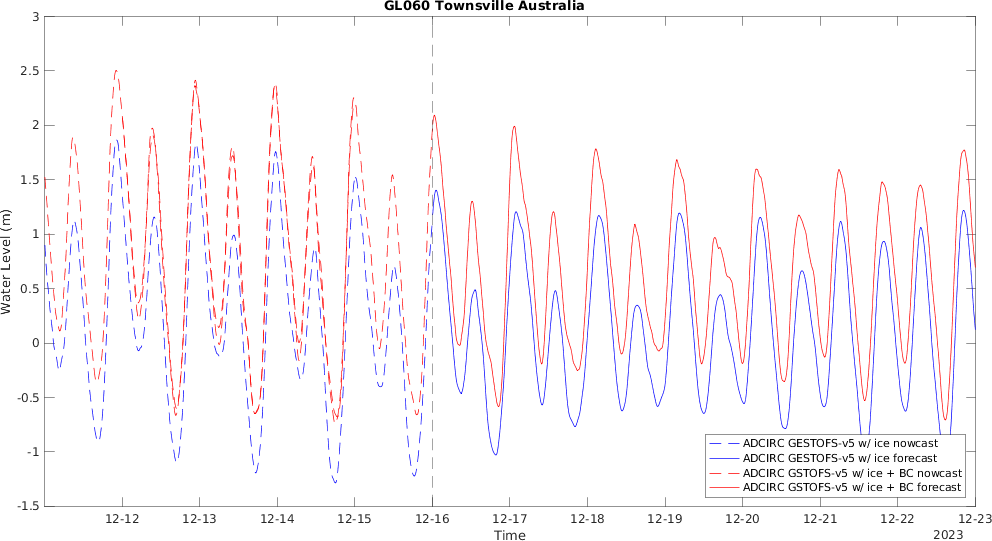 GL060 Townsville Australia
3
2.5
2
1.5
1
0.5
0
-0.5
-1
-1.5
Water Level (m)
ADCIRC GESTOFS-v5 w/ ice nowcast
ADCIRC GESTOFS-v5 w/ ice forecast
ADCIRC GSTOFS-v5 w/ ice + BC nowcast
ADCIRC GSTOFS-v5 w/ ice + BC forecast
12-12 12-13 12-14 12-15 12-16 12-17 12-18 12-19 12-20 12-21 12-22 12-23
Time
2023